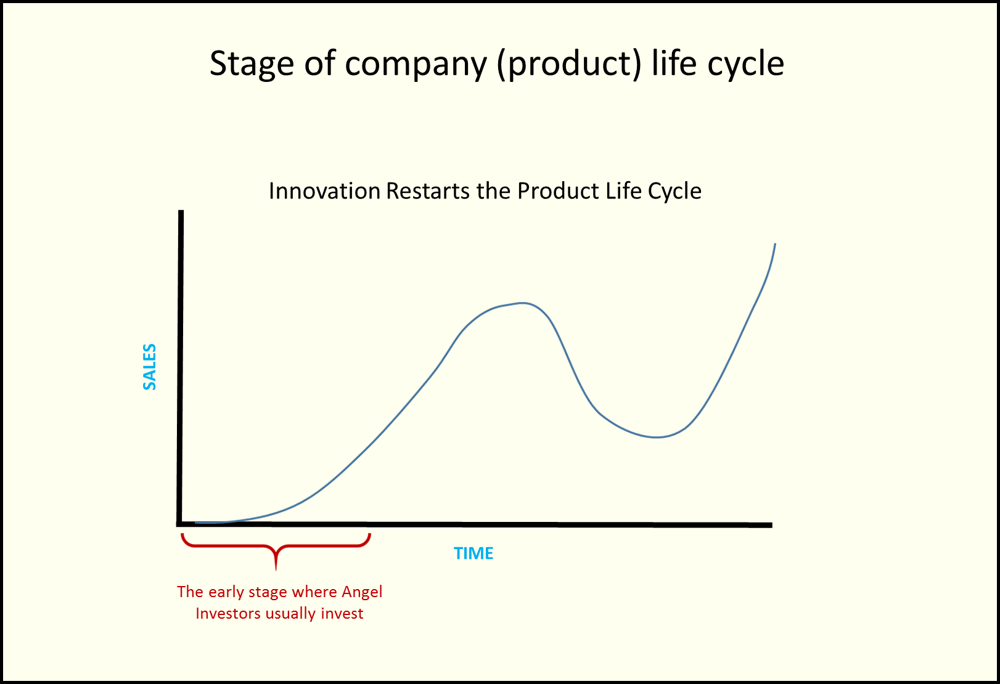 Stage of company (product) life cycle
Innovation Restarts the Product Life Cycle
SALES
TIME
The early stage where Angel
Investors usually invest